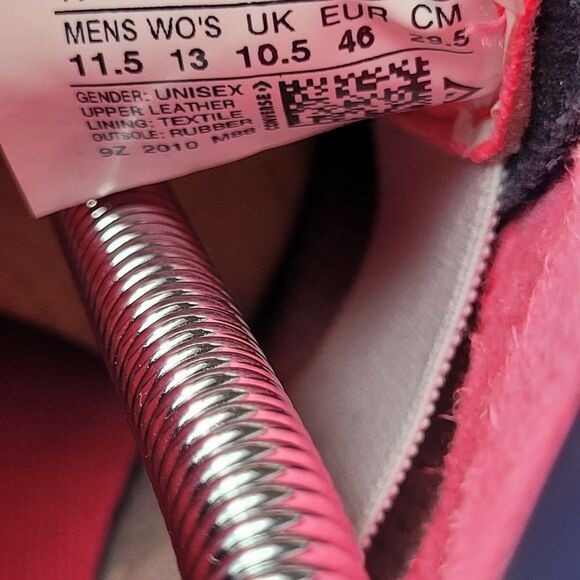 MENS WO'S UK EUR CM
11.5 13 10.5 46 29.5
GENDER: UNISEX
UPPER: LEATHER
LINING: TEXTILE
OUTSOLE: RUBBER
9Z 2010 M98
CONVERSE